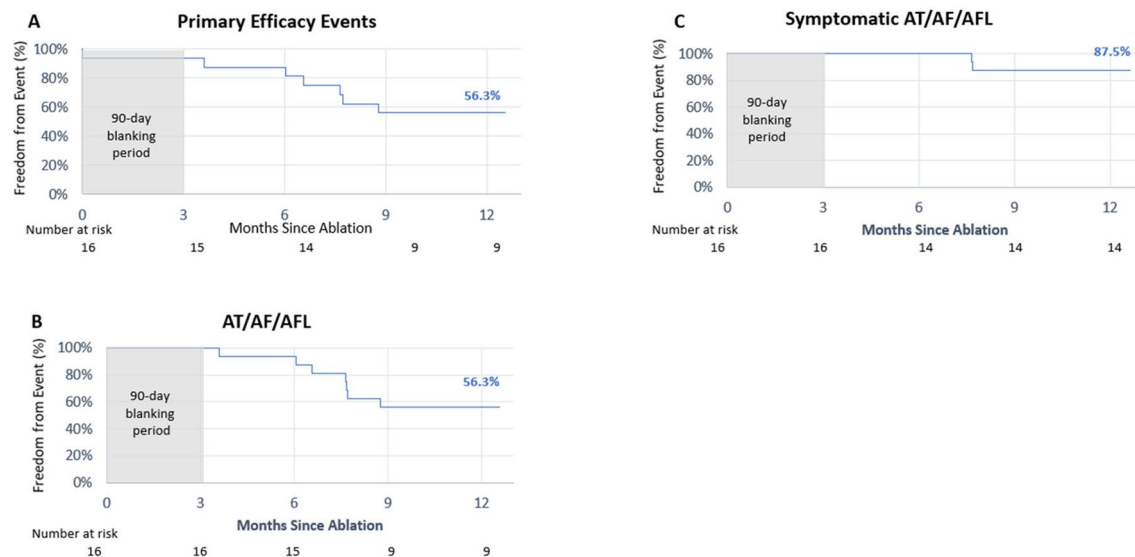 A
Primary Efficacy Events
Freedom from Event (%)
100%
80%
60%
40%
20%
0%
90-day
blanking
period
56.3%
0 3 6 9 12
Number at risk
Months Since Ablation
16 15 14 9 9
C
Symptomatic AT/AF/AFL
Freedom from Event (%)
100%
80%
60%
40%
20%
0%
90-day
blanking
period
87.5%
0 3 6 9 12
Number at risk
Months Since Ablation
16 16 14 14 14
B
AT/AF/AFL
Freedom from Event (%)
100%
80%
60%
40%
20%
0%
90-day
blanking
period
56.3%
0 3 6 9 12
Months Since Ablation
Number at risk
16 16 15 9 9